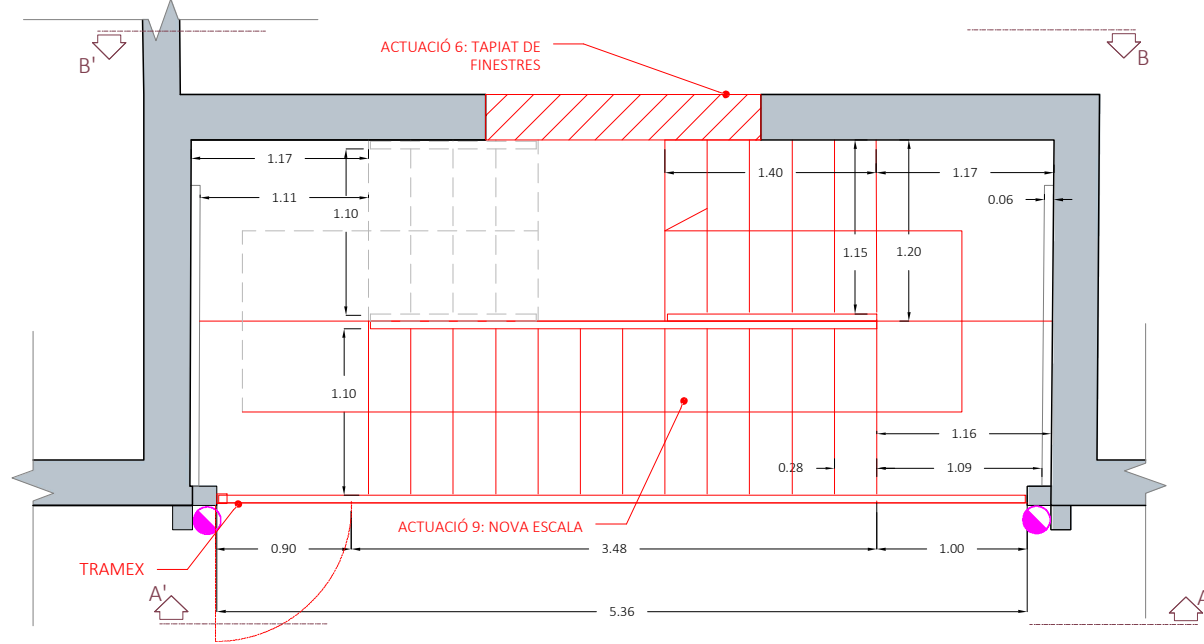 B'
ACTUACIÓ 6: TAPIAT DE
FINESTRES
B
1.17
1.11
1.10
1.40
1.17
0.06
1.15
1.20
1.10
1.16
0.28
1.09
ACTUACIÓ 9: NOVA ESCALA
0.90
3.48
1.00
TRAMEX
A'
5.36
A